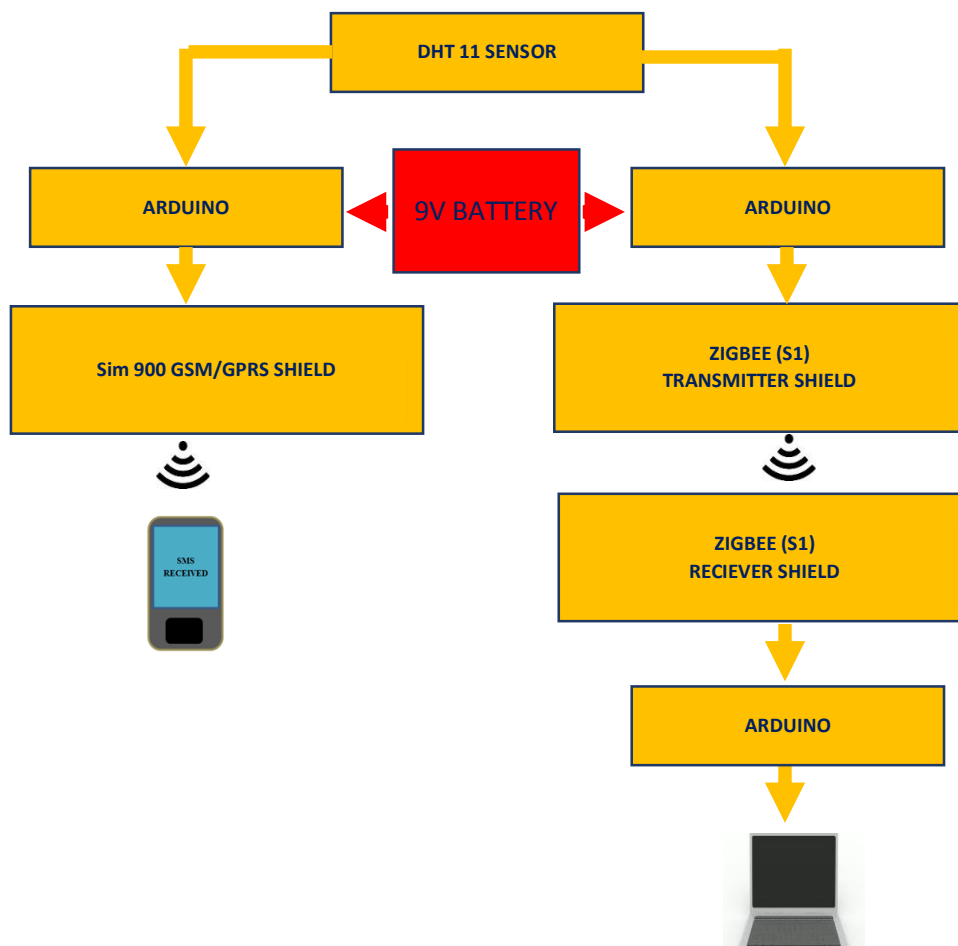 DHT 11 SENSOR
ARDUINO
9V BATTERY
ARDUINO
Sim 900 GSM/GPRS SHIELD
ZIGBEE (S1)
TRANSMITTER SHIELD
SMS
RECEIVED
ZIGBEE (S1)
RECIEVER SHIELD
ARDUINO